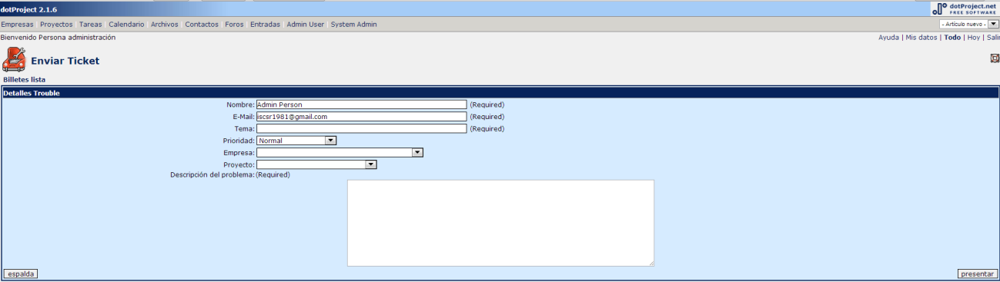 dotProject 2.1.6
dotProject.net
FREE SOFTWARE
Empresas Proyectos Tareas Calendario Archivos Contactos Foros Entradas Admin User System Admin
- Artículo nuevo -
Bienvenido Persona administración
Ayuda | Mis datos | Todo | Hoy | Salir
Enviar Ticket
Billetes lista
Detalles Trouble
Nombre: Admin Person (Required)
E-Mail: iscsr1981@gmail.com (Required)
Tema: (Required)
Prioridad: Normal
Empresa:
Proyecto:
Descripción del problema: (Required)
espalda
presentar